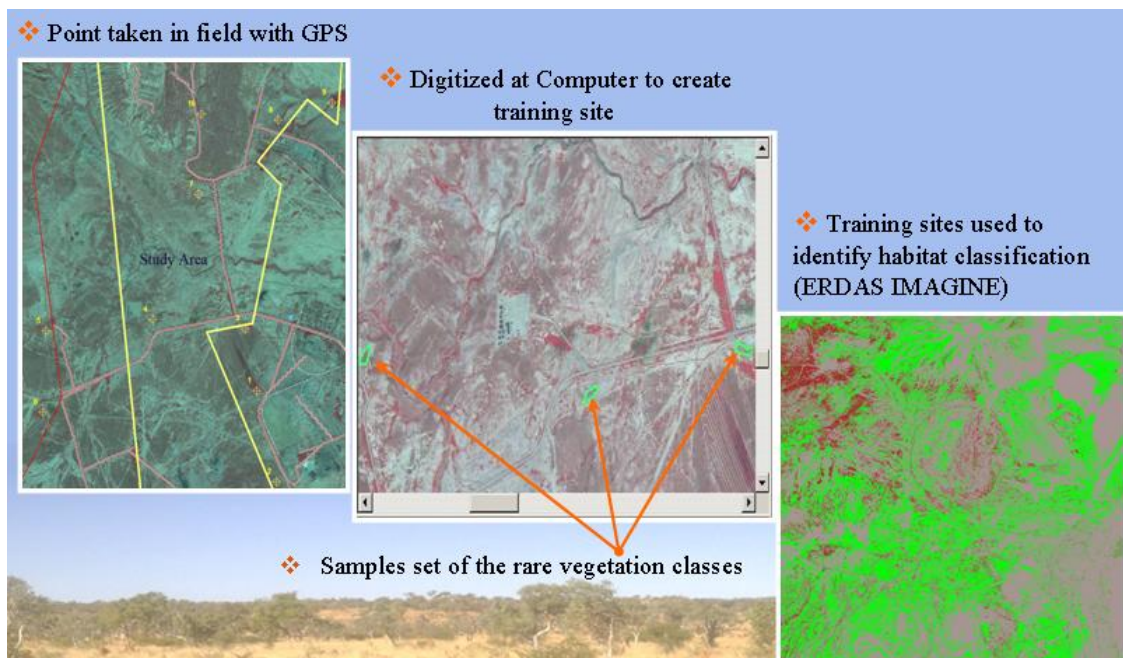 Point taken in field with GPS
Digitized at Computer to create
training site
Training sites used to
identify habitat classification
(ERDAS IMAGINE)
Study Area
Samples set of the rare vegetation classes